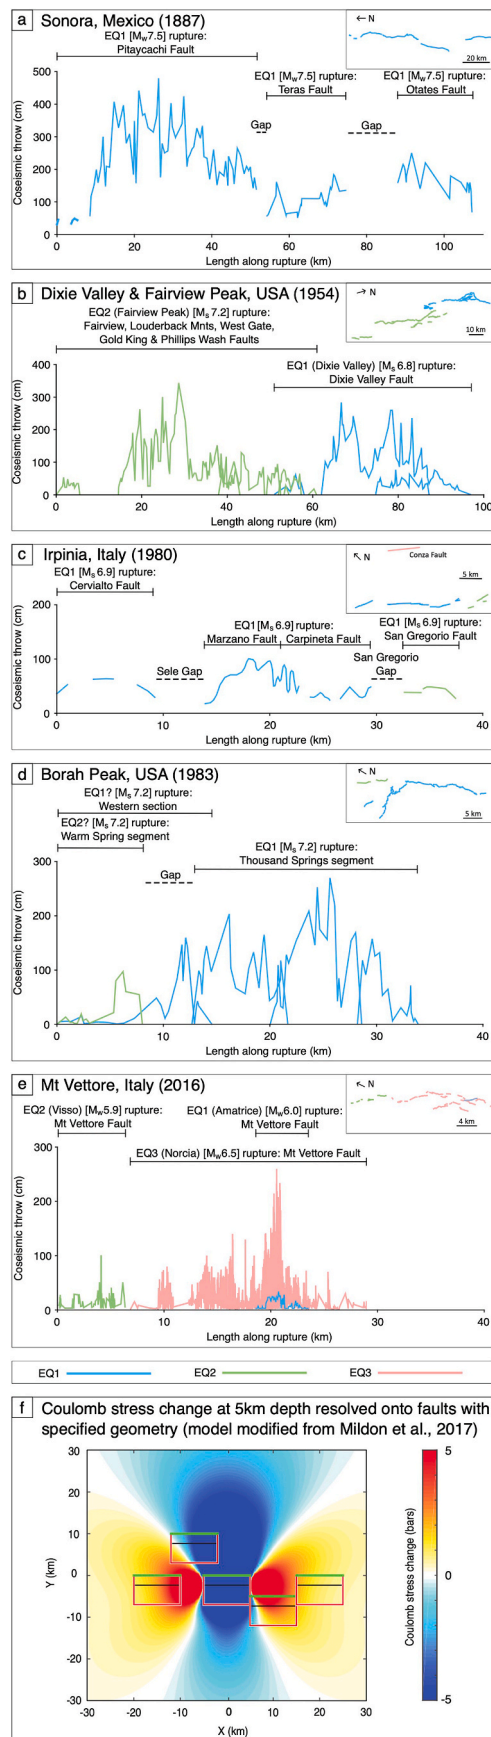 a Sonora, Mexico (1887)
EQ1 [Mw7.5] rupture:
Pitaycachi Fault
← N
20 km
EQ1 [Mw7.5] rupture:
Teras Fault
EQ1 [Mw7.5] rupture:
Otates Fault
Gap
Gap
Coseismic throw (cm)
500
400
300
200
100
0
0 20 40 60 80 100
Length along rupture (km)
b Dixie Valley & Fairview Peak, USA (1954)
EQ2 (Fairview Peak) [Ms 7.2] rupture:
Fairview, Louderback Mnts, West Gate,
Gold King & Phillips Wash Faults
N
10 km
EQ1 (Dixie Valley) [Ms 6.8] rupture:
Dixie Valley Fault
Coseismic throw (cm)
400
300
200
100
0
0 20 40 60 80 100
Length along rupture (km)
c Irpinia, Italy (1980)
EQ1 [Ms 6.9] rupture:
Cervialto Fault
N
Conza Fault
5 km
EQ1[Ms 6.9] rupture:
Marzano Fault Carpineta Fault
EQ1 [Ms 6.9] rupture:
San Gregorio Fault
Sele Gap
San Gregorio
Gap
Coseismic throw (cm)
200
100
0
0 10 20 30 40
Length along rupture (km)
d Borah Peak, USA (1983)
EQ1? [Ms 7.2] rupture:
Western section
EQ2? [Ms 7.2] rupture:
Warm Spring segment
N
5 km
EQ1 [Ms 7.2] rupture:
Thousand Springs segment
Gap
Coseismic throw (cm)
300
200
100
0
0 10 20 30 40
Length along rupture (km)
e Mt Vettore, Italy (2016)
EQ2 (Visso) [Mw5.9] rupture:
Mt Vettore Fault
EQ1 (Amatrice) [Mw6.0] rupture:
Mt Vettore Fault
N
4 km
EQ3 (Norcia) [Mw6.5] rupture: Mt Vettore Fault
Coseismic throw (cm)
300
200
100
0
0 10 20 30 40
Length along rupture (km)
EQ1 EQ2 EQ3
f Coulomb stress change at 5km depth resolved onto faults with
specified geometry (model modified from Mildon et al., 2017)
Y (km)
30
20
10
0
-10
-20
-30
-30 -20 -10 0 10 20 30
X (km)
5
0
-5
Coulomb stress change (bars)